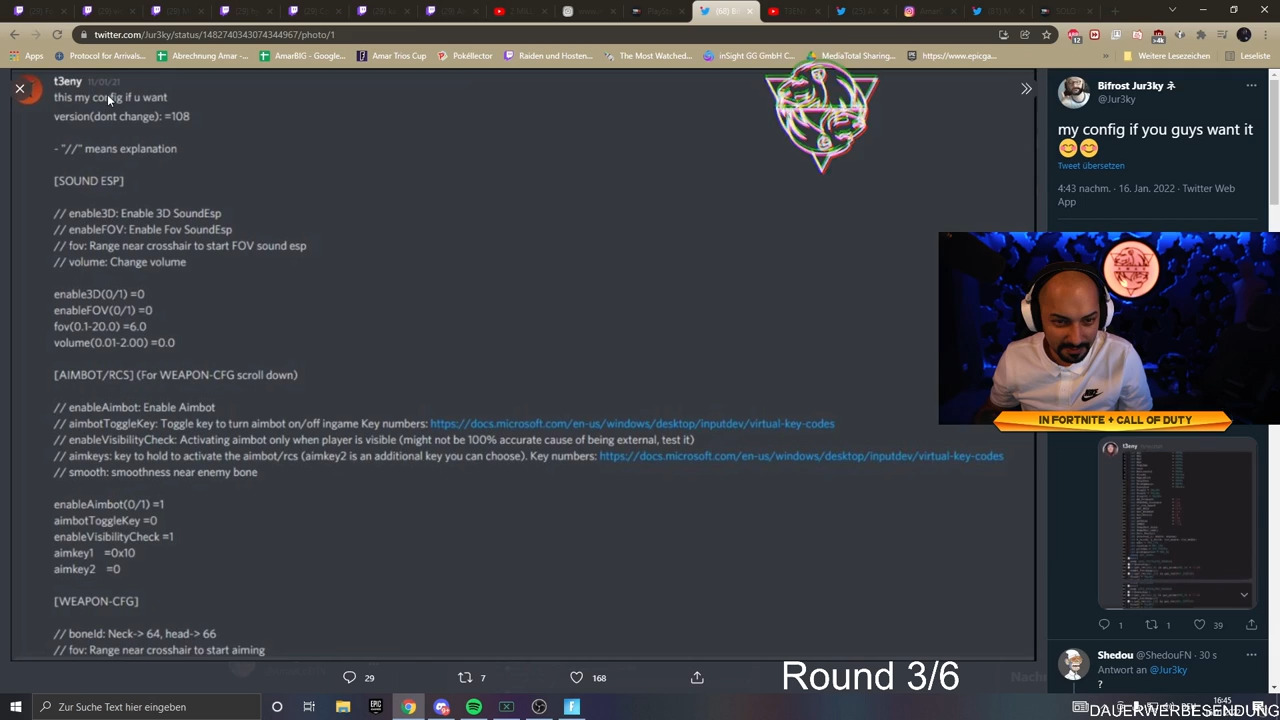 twitter.com/Jur3ky/status/1482740343074344967/photo/1
Apps
Protocol for Arrivals...
Abrechnung Amar -...
AmarBIG - Google...
Amar Trios Cup
Pokéllector
Raiden und Hosten...
The Most Watched...
inSight GG GmbH C...
MediaTotal Sharing...
https://www.epicga...
Weitere Lesezeichen
Leseliste
t3eny 11/01/21
this my config if u want
version(dont change): =108
- "//" means explanation
[SOUND ESP]
// enable3D: Enable 3D SoundEsp
// enableFOV: Enable Fov SoundEsp
// fov: Range near crosshair to start FOV sound esp
// volume: Change volume
enable3D(0/1) =0
enableFOV(0/1) =0
fov(0.1-20.0) =6.0
volume(0.01-2.00) =0.0
[AIMBOT/RCS] (For WEAPON-CFG scroll down)
// enableAimbot: Enable Aimbot
// aimbotToggleKey: Toggle key to turn aimbot on/off ingameKey numbers: https://docs.microsoft.com/en-us/windows/desktop/inputdev/virtual-key-codes
// enableVisibilityCheck: Activating aimbot only when player is visible (might not be 100% accurate cause of being external, test it)
// aimkeys: key to hold to activate the aimbot/rcs (aimkey2 is an additional key you can choose). Key numbers: https://docs.microsoft.com/en-us/windows/desktop/inputdev/virtual-key-codes
// smooth: smoothness near enemy bone
enableAimbot(0/1) =1
aimbotToggleKey =0
enableVisibilityCheck =1
aimkey1 =0x10
aimkey2 =0
[WEAPON-CFG]
// boneId: Neck-> 64, head-> 66
// fov: Range near crosshair to start aiming
29
7
168
Bifrost Jur3ky
@Jur3ky
my config if you guys want it
😊😊
Tweet übersetzen
4:43 nachm. · 16. Jan. 2022 · Twitter Web
App
IN FORTNITE + CALL OF DUTY
t3eny
1
1
39
Shedou @ShedouFN · 30 s
Antwort an @Jur3ky
?
Round 3/6
Zur Suche Text hier eingeben
16:45
DAUERWERBESENDUNG